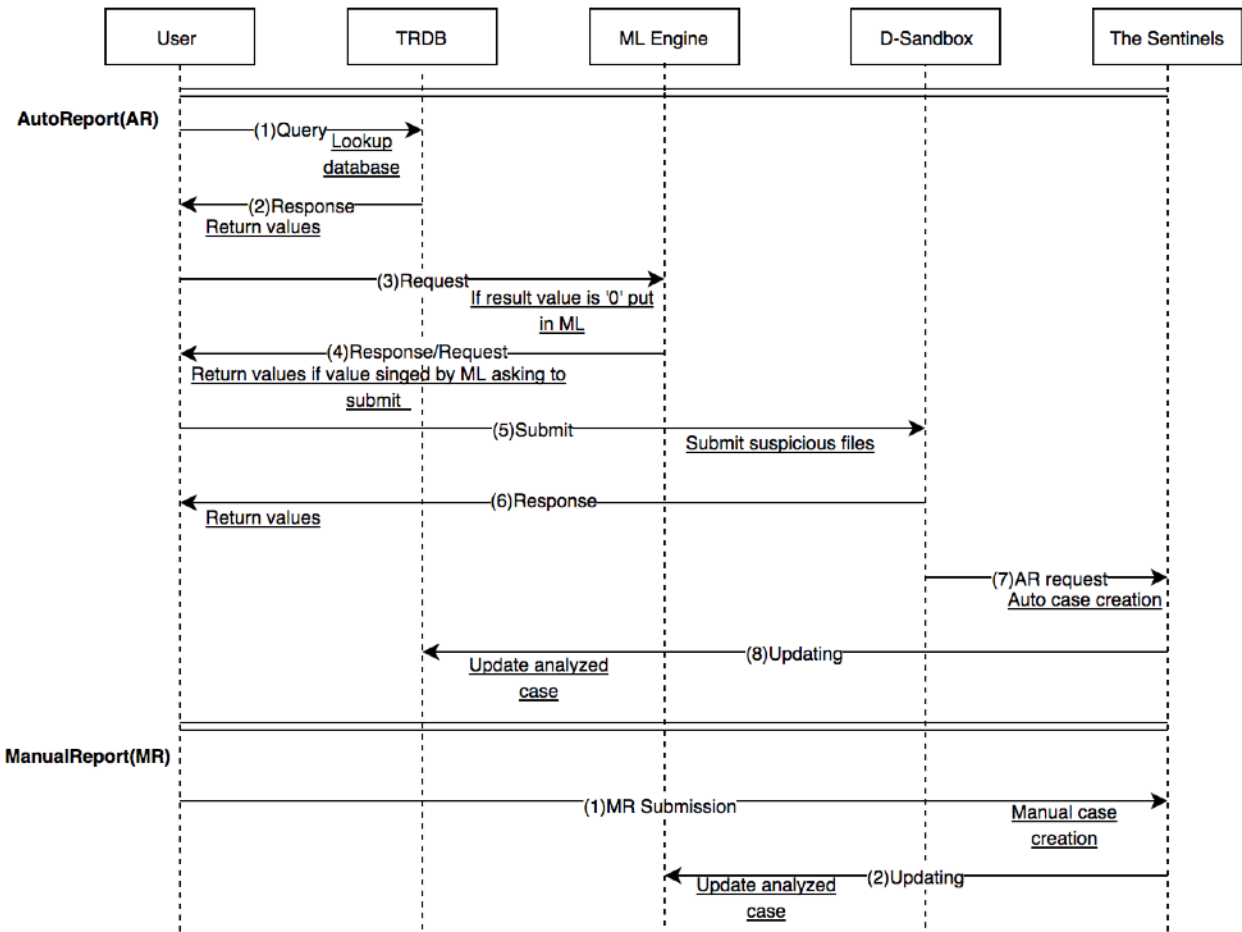 User
TRDB
ML Engine
D-Sandbox
The Sentinels
AutoReport(AR)
(1)Query
Lookup
database
(2)Response
Return values
(3)Request
If result value is '0' put
in ML
(4)Response/Request
Return values if value singed by ML asking to
submit
(5)Submit
Submit suspicious files
(6)Response
Return values
(7)AR request
Auto case creation
(8)Updating
Update analyzed
case
ManualReport(MR)
(1)MR Submission
Manual case
creation
(2)Updating
Update analyzed
case